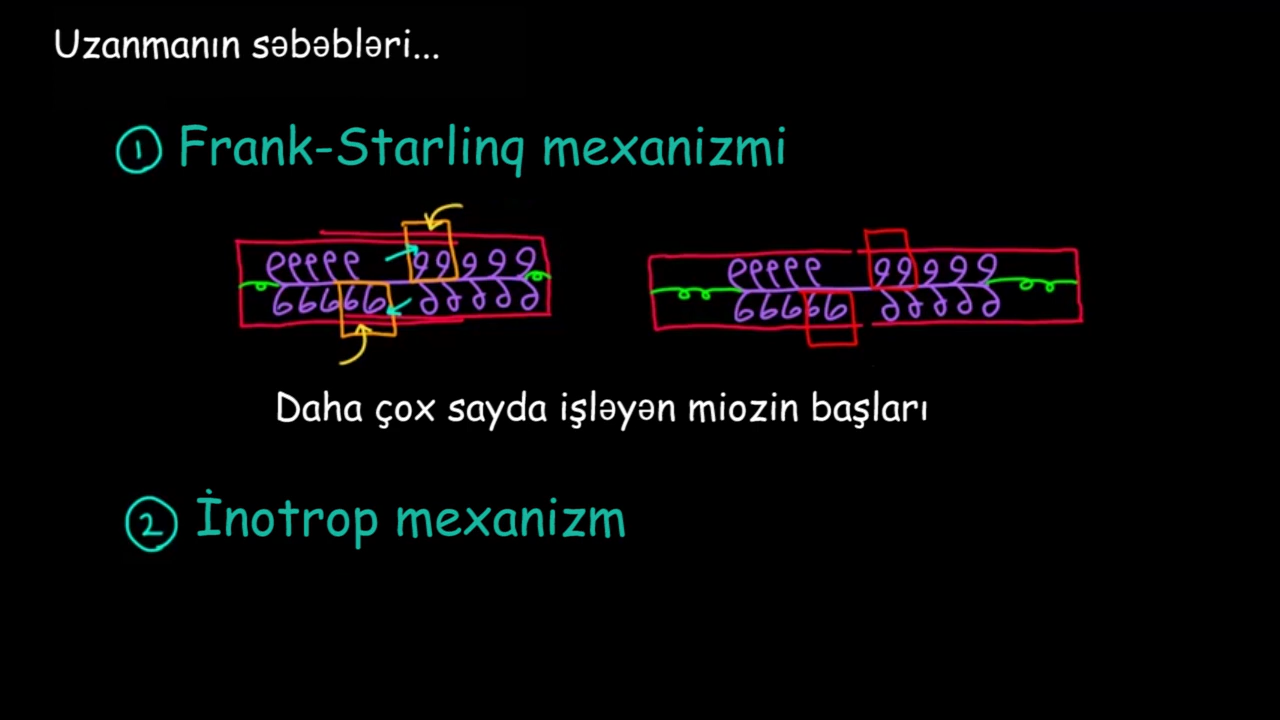 Uzanmanın səbəbləri...
1 Frank-Starlinq mexanizmi
Daha çox sayda işləyən miozin başları
2 İnotrop mexanizm